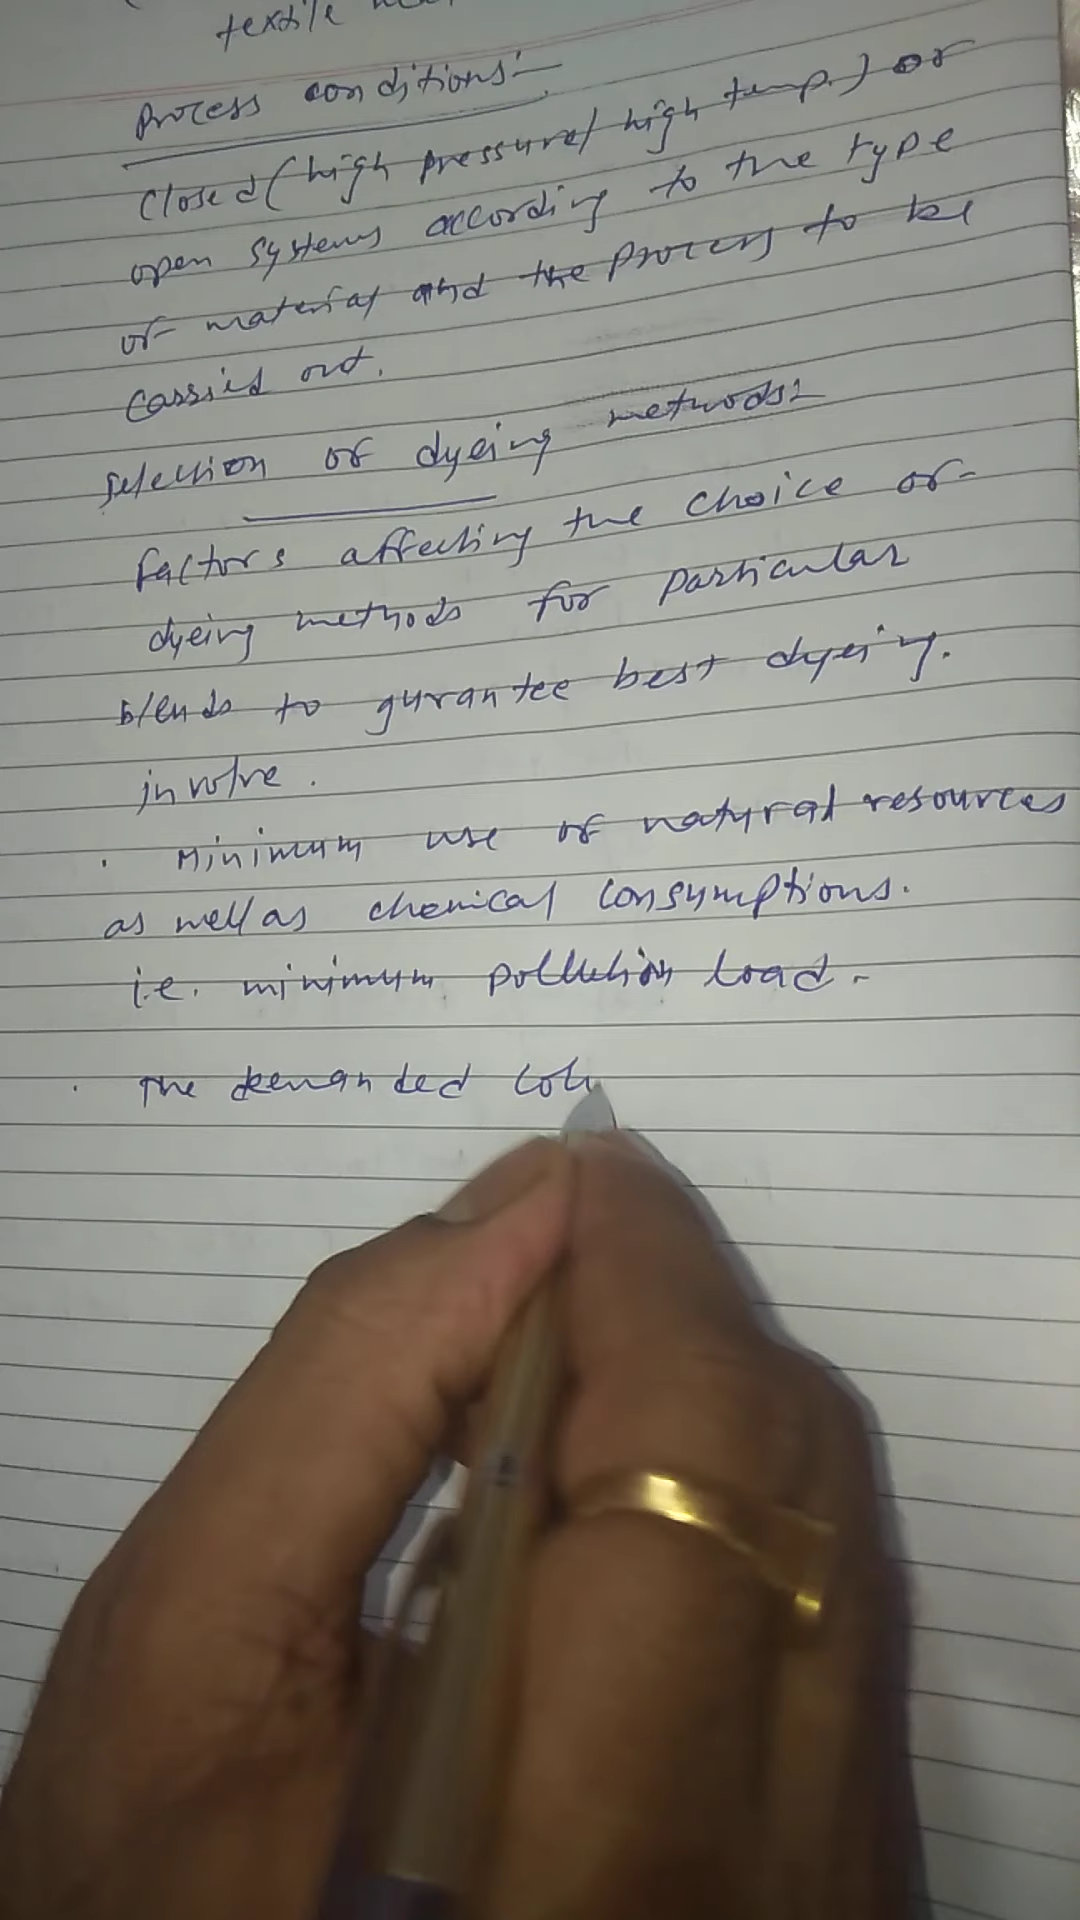 textile
Process conditions:-
Closed (high pressure/ high temp.) or
open systems according to the type
of material and the process to be
carried out.
Selection of dyeing methods:-
Factors affecting the choice of
dyeing methods for particular
blends to gurantee best dyeing.
involve.
. Minimum use of natural resources
as well as chemical consumptions.
i.e. minimum pollution load.
. The demanded